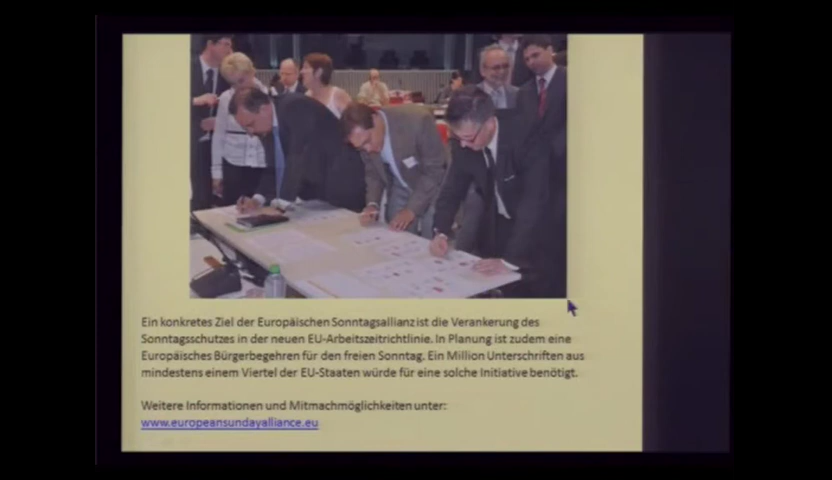 Ein konkretes Ziel der Europäischen Sonntagsallianz ist die Verankerung des
Sonntagsschutzes in der neuen EU-Arbeitszeitrichtlinie. In Planung ist zudem eine
Europäisches Bürgerbegehren für den freien Sonntag. Ein Million Unterschriften aus
mindestens einem Viertel der EU-Staaten würde für eine solche Initiative benötigt.
Weitere Informationen und Mitmachmöglichkeiten unter:
www.europeansundayalliance.eu